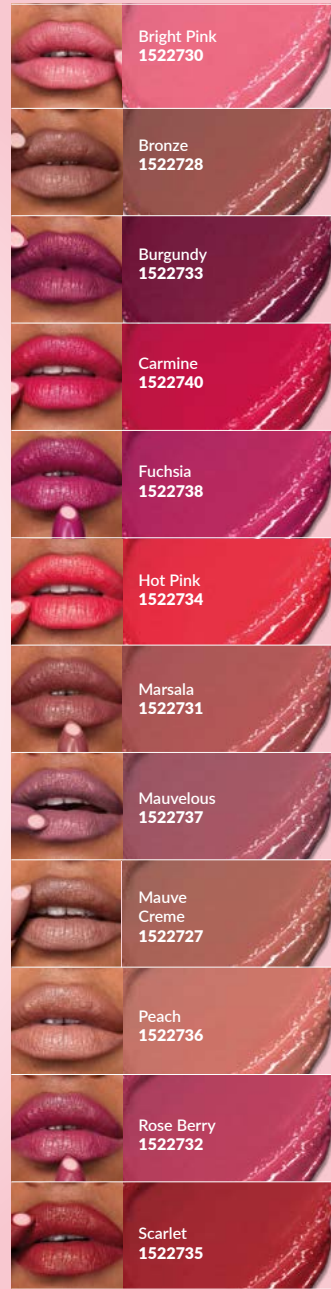 Bright Pink
1522730
Bronze
1522728
Burgundy
1522733
Carmine
1522740
Fuchsia
1522738
Hot Pink
1522734
Marsala
1522731
Mauvelous
1522737
Mauve
Creme
1522727
Peach
1522736
Rose Berry
1522732
Scarlet
1522735